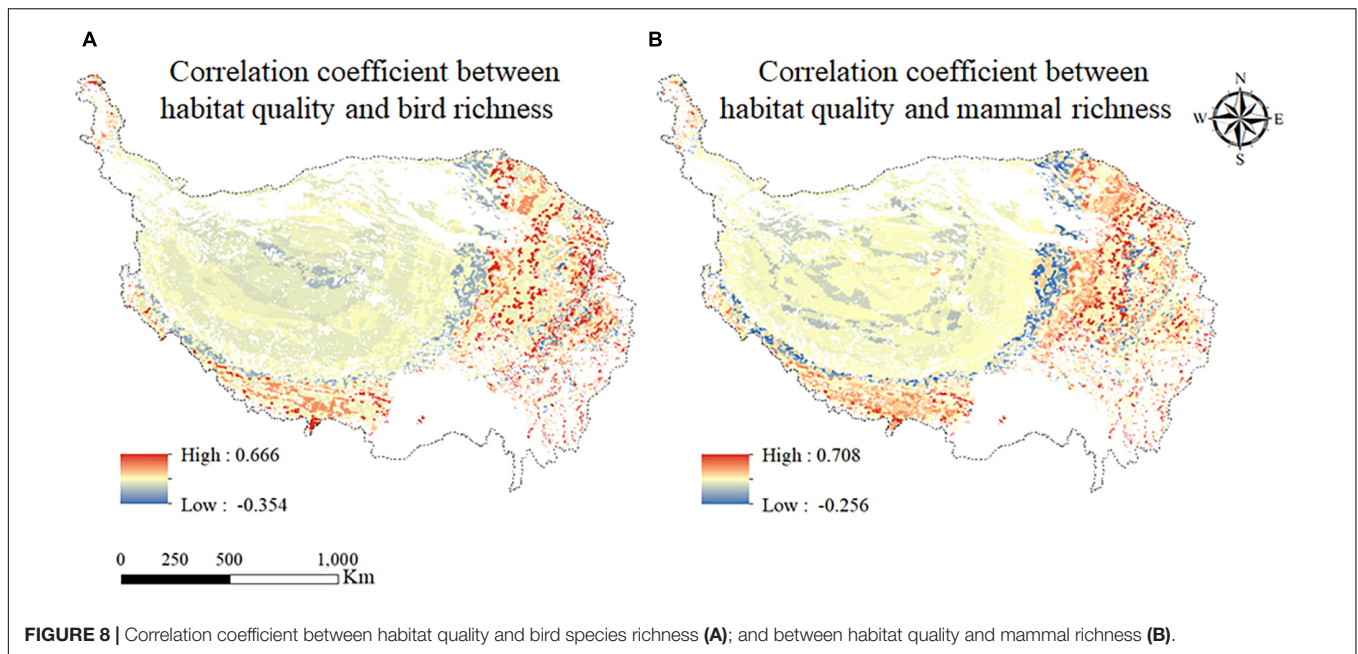 A
Correlation coefficient between
habitat quality and bird richness
High : 0.666
Low : -0.354
0 250 500 1,000
Km
B
Correlation coefficient between
habitat quality and mammal richness
N
W E
S
High : 0.708
Low : -0.256
FIGURE 8 | Correlation coefficient between habitat quality and bird species richness (A); and between habitat quality and mammal richness (B).